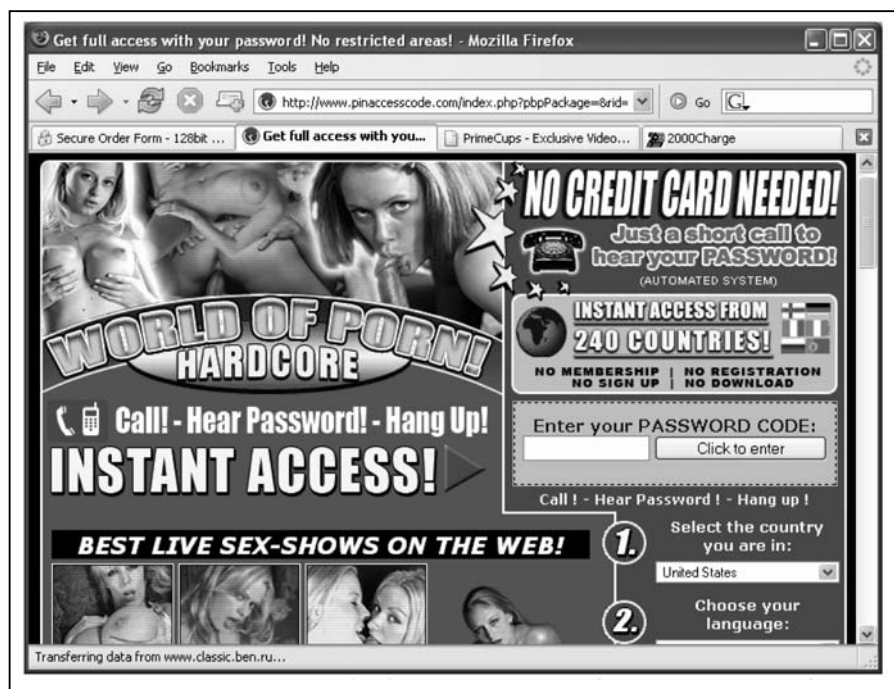 Get full access with your password! No restricted areas! - Mozilla Firefox
File Edit View Go Bookmarks Tools Help
http://www.pinaccesscode.com/index.php?pbpPackage=&rid=
Go
G
Secure Order Form - 128bit ...
Get full access with you...
PrimeCups - Exclusive Video...
2000Charge
NO CREDIT CARD NEEDED!
Just a short call to
hear your PASSWORD!
(AUTOMATED SYSTEM)
INSTANT ACCESS FROM
240 COUNTRIES!
NO MEMBERSHIP | NO REGISTRATION
NO SIGN UP | NO DOWNLOAD
WORLD OF PORN!
HARDCORE
Call! - Hear Password! - Hang Up!
INSTANT ACCESS!
Enter your PASSWORD CODE:
Click to enter
Call ! - Hear Password ! - Hang up !
BEST LIVE SEX-SHOWS ON THE WEB!
1.
Select the country
you are in:
United States
2.
Choose your
language:
Transferring data from www.classic.ben.ru...